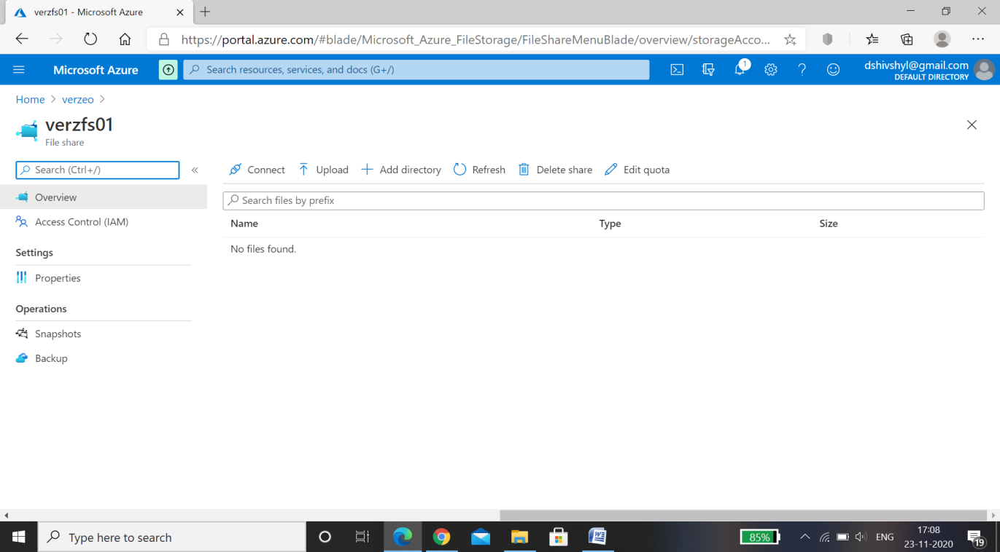 verzfs01 - Microsoft Azure
https://portal.azure.com/#blade/Microsoft_Azure_FileStorage/FileShareMenuBlade/overview/storageAcco...
Microsoft Azure
Search resources, services, and docs (G+/)
1
dshivshyl@gmail.com
DEFAULT DIRECTORY
Home > verzeo >
verzfs01
File share
Search (Ctrl+/) «
Connect Upload Add directory Refresh Delete share Edit quota
Overview
Access Control (IAM)
Settings
Properties
Operations
Snapshots
Backup
Search files by prefix
Name Type Size
No files found.
Type here to search
85%
ENG
17:08
23-11-2020
19